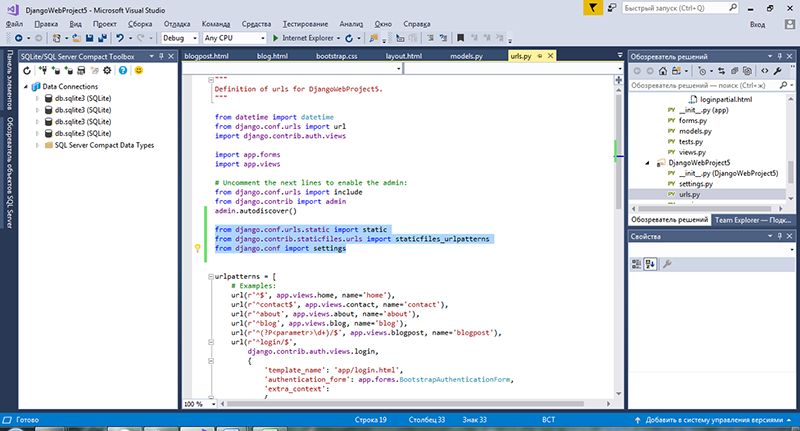 DjangoWebProject5 - Microsoft Visual Studio
Быстрый запуск (Ctrl+Q)
Файл Правка Вид Проект Сборка Отладка Команда Сервис Тестирование Анализ Окно Справка
Вход
Debug Any CPU Internet Explorer
Панель элементов
Обозреватель объектов SQL Server
SQLite/SQL Server Compact Toolbox
Data Connections
db.sqlite3 (SQLite)
db.sqlite3 (SQLite)
db.sqlite3 (SQLite)
db.sqlite3 (SQLite)
SQL Server Compact Data Types
blogpost.html blog.html bootstrap.css layout.html models.py urls.py
"""
Definition of urls for DjangoWebProject5.
"""
from datetime import datetime
from django.conf.urls import url
import django.contrib.auth.views
import app.forms
import app.views
# Uncomment the next lines to enable the admin:
from django.conf.urls import include
from django.contrib import admin
admin.autodiscover()
from django.conf.urls.static import static
from django.contrib.staticfiles.urls import staticfiles_urlpatterns
from django.conf import settings
urlpatterns = [
# Examples:
url(r'^$', app.views.home, name='home'),
url(r'^contact$', app.views.contact, name='contact'),
url(r'^about', app.views.about, name='about'),
url(r'^blog', app.views.blog, name='blog'),
url(r'^(?P<parametr>\d+)/$', app.views.blogpost, name='blogpost'),
url(r'^login/$',
django.contrib.auth.views.login,
{
'template_name': 'app/login.html',
'authentication_form': app.forms.BootstrapAuthenticationForm,
'extra_context':
{
100 %
Обозреватель решений
Обозреватель решений — поиск (Ctrl+ж)
loginpartial.html
__init__.py (app)
forms.py
models.py
tests.py
views.py
DjangoWebProject5
__init__.py (DjangoWebProject5)
settings.py
urls.py
Обозреватель решений Team Explorer — Подк...
Свойства
Готово Строка 19 Столбец 33 Знак 33 ВСТ Добавить в систему управления версиями